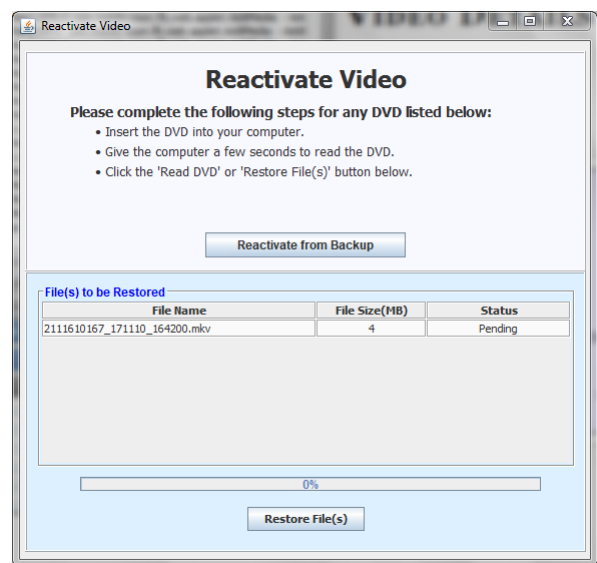 VIDEO DETAILS
Reactivate Video
Reactivate Video
Please complete the following steps for any DVD listed below:
• Insert the DVD into your computer.
• Give the computer a few seconds to read the DVD.
• Click the 'Read DVD' or 'Restore File(s)' button below.
Reactivate from Backup
File(s) to be Restored
File Name File Size(MB) Status
2111610167_171110_164200.mkv 4 Pending
0%
Restore File(s)